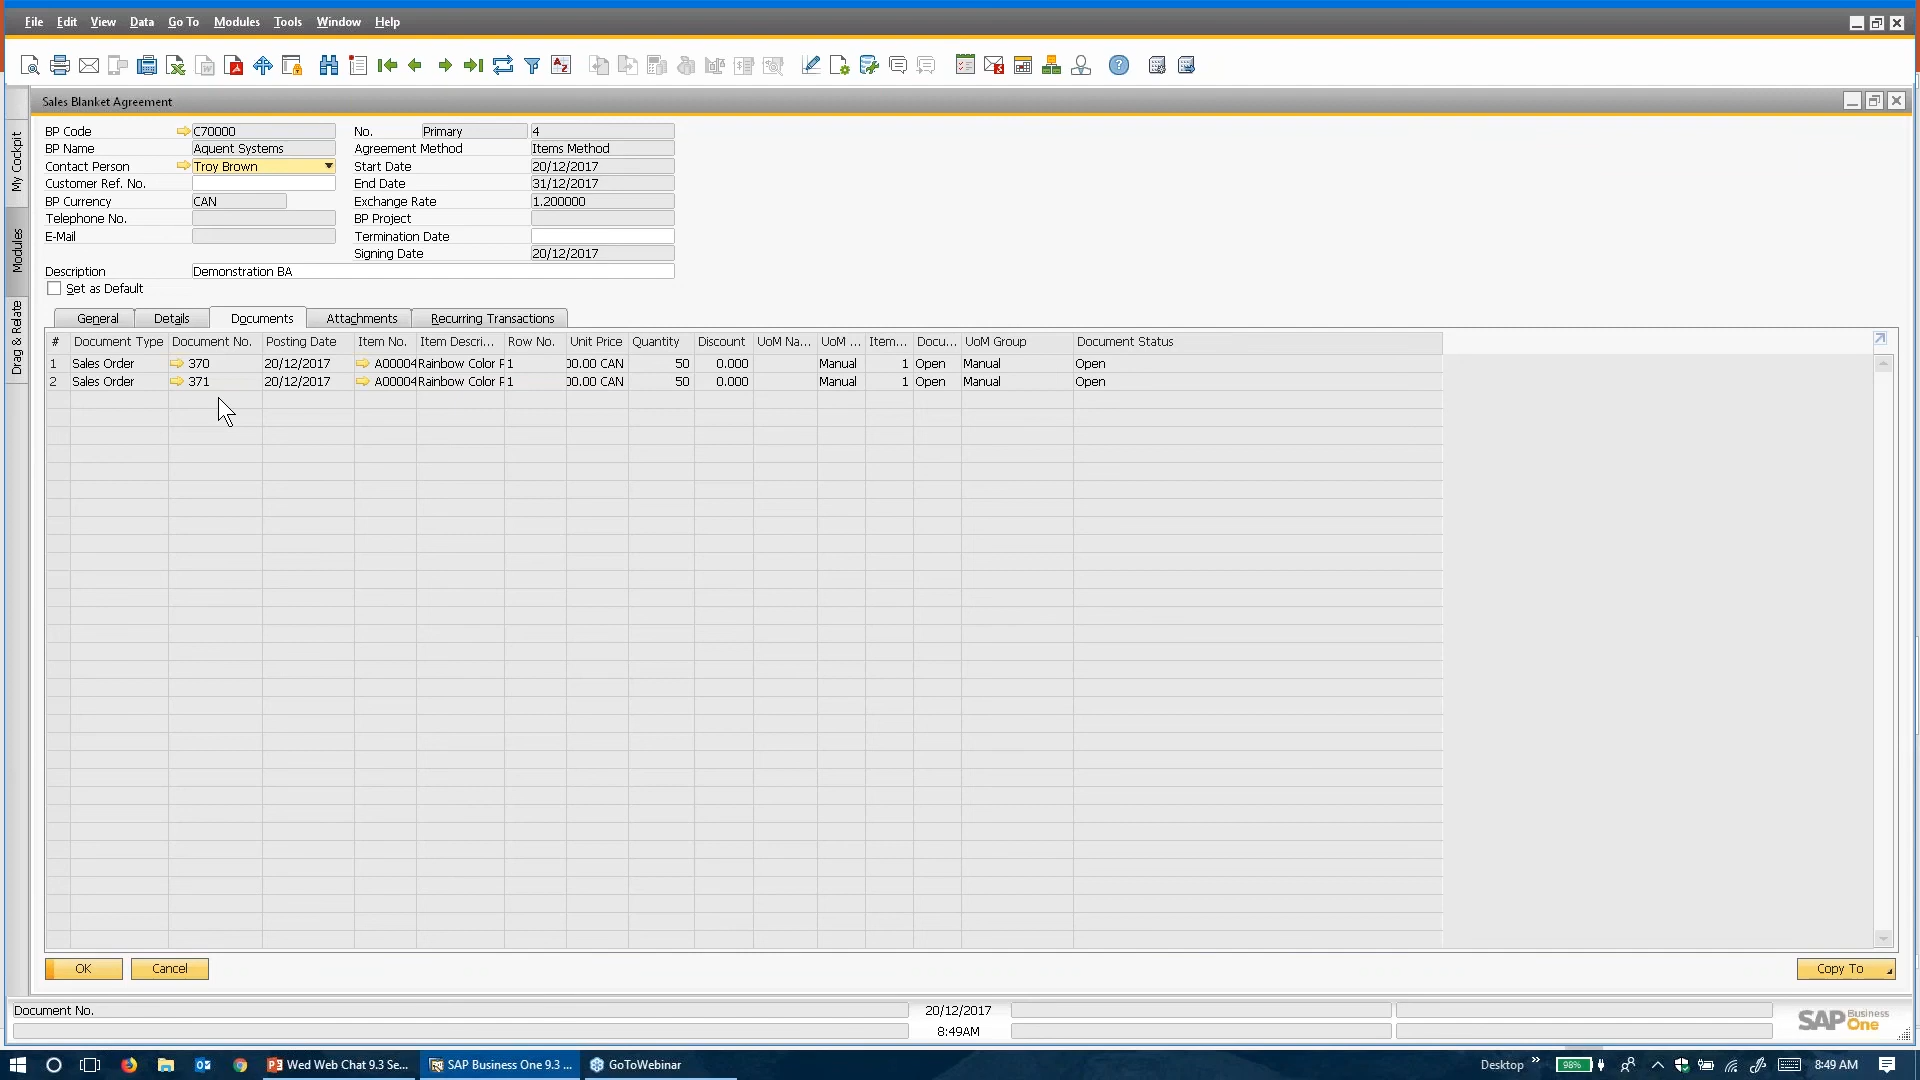 File Edit View Data Go To Modules Tools Window Help
Sales Blanket Agreement
My Cockpit
Modules
Drag & Relate
BP Code C70000 No. Primary 4
BP Name Aquent Systems Agreement Method Items Method
Contact Person Troy Brown Start Date 20/12/2017
Customer Ref. No. End Date 31/12/2017
BP Currency CAN Exchange Rate 1.200000
Telephone No. BP Project
E-Mail Termination Date
Signing Date 20/12/2017
Description Demonstration BA
Set as Default
General Details Documents Attachments Recurring Transactions
# Document Type Document No. Posting Date Item No. Item Descri... Row No. Unit Price Quantity Discount UoM Na... UoM ... Item... Docu... UoM Group Document Status
1 Sales Order 370 20/12/2017 A00004 Rainbow Color P 1 00.00 CAN 50 0.000 Manual 1 Open Manual Open
2 Sales Order 371 20/12/2017 A00004 Rainbow Color P 1 00.00 CAN 50 0.000 Manual 1 Open Manual Open
OK Cancel Copy To
Document No. 20/12/2017
8:49AM
SAP Business One
Wed Web Chat 9.3 Se... SAP Business One 9.3 ... GoToWebinar Desktop 98% 8:49 AM